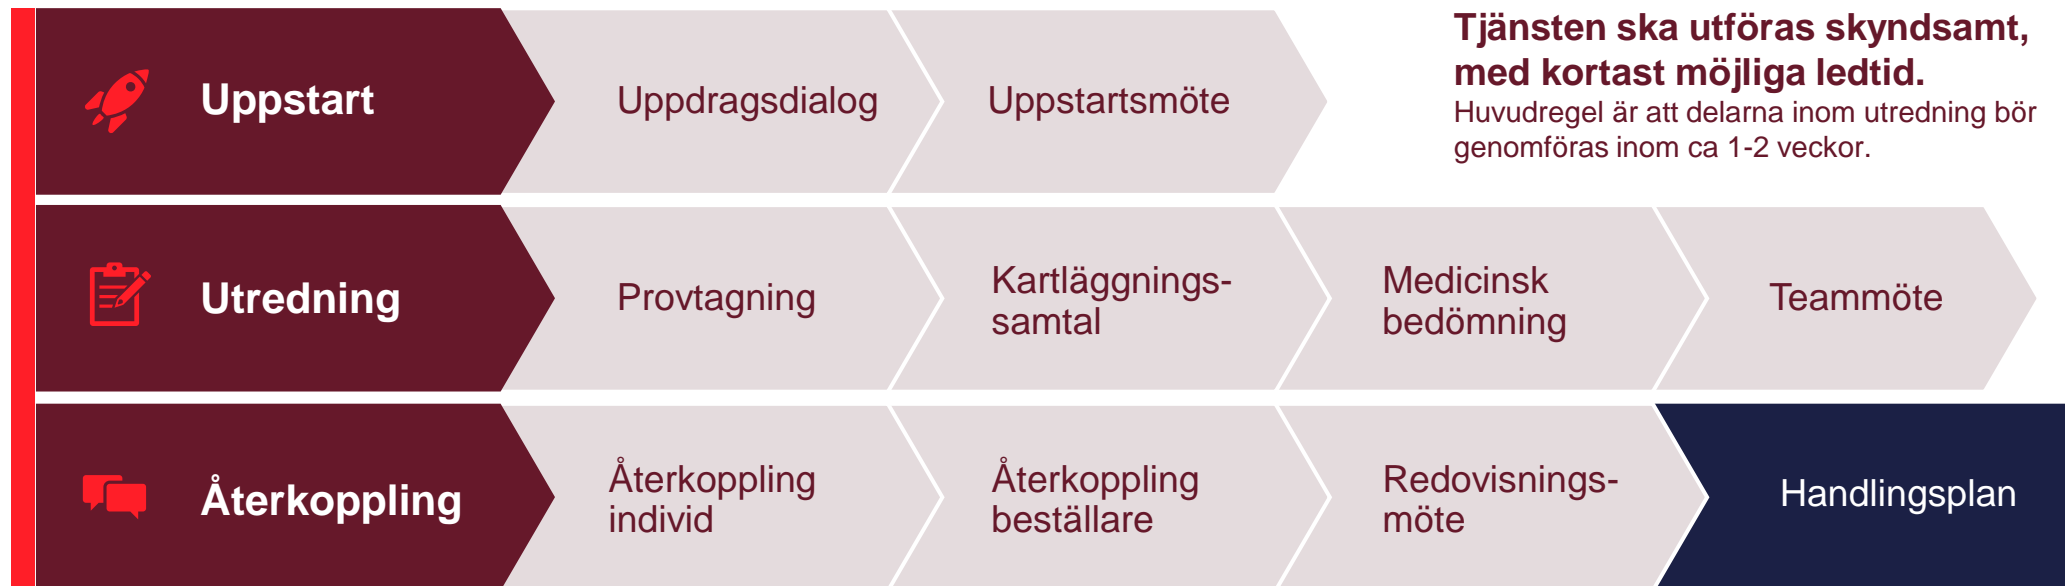 Tjänsten ska utföras skyndsamt,
med kortast möjliga ledtid.
Huvudregel är att delarna inom utredning bör
genomföras inom ca 1-2 veckor.
Uppstart
Uppdragsdialog
Uppstartsmöte
Utredning
Provtagning
Kartläggnings-
samtal
Medicinsk
bedömning
Teammöte
Återkoppling
Återkoppling
individ
Återkoppling
beställare
Redovisnings-
möte
Handlingsplan